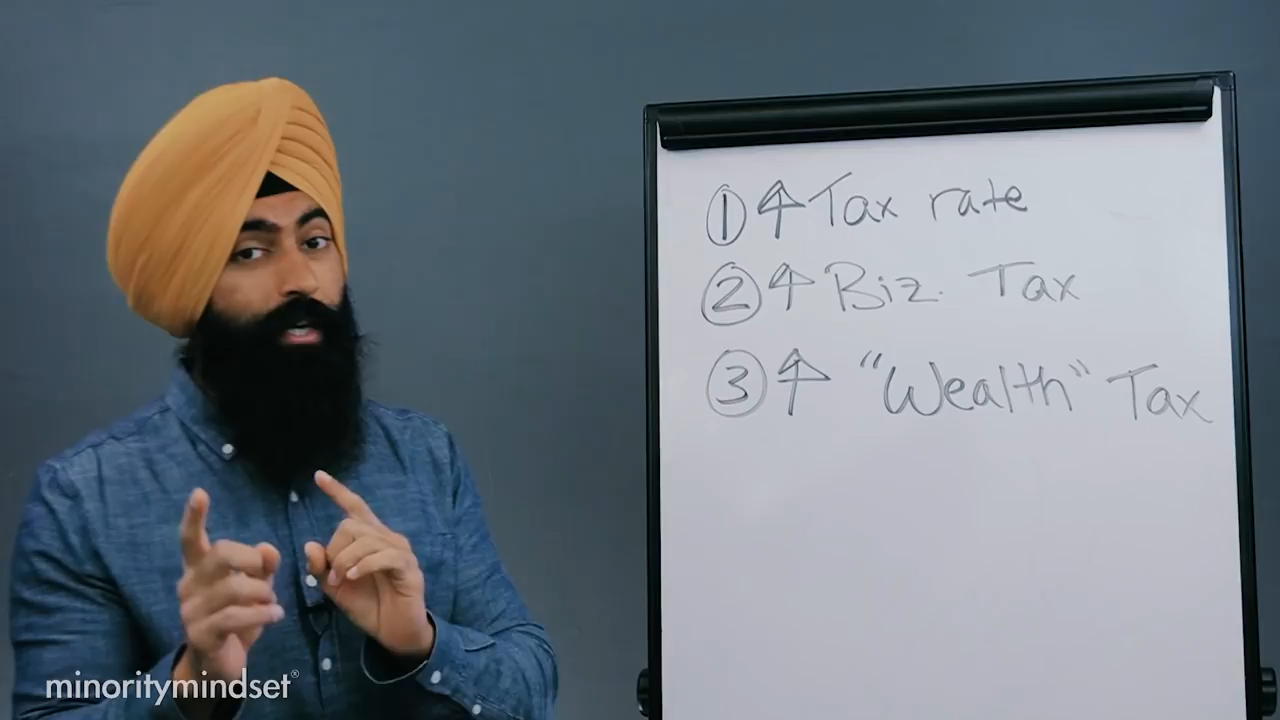 ① ↑ Tax rate
② ↑ Biz. Tax
③ ↑ "Wealth" Tax
minoritymindset®